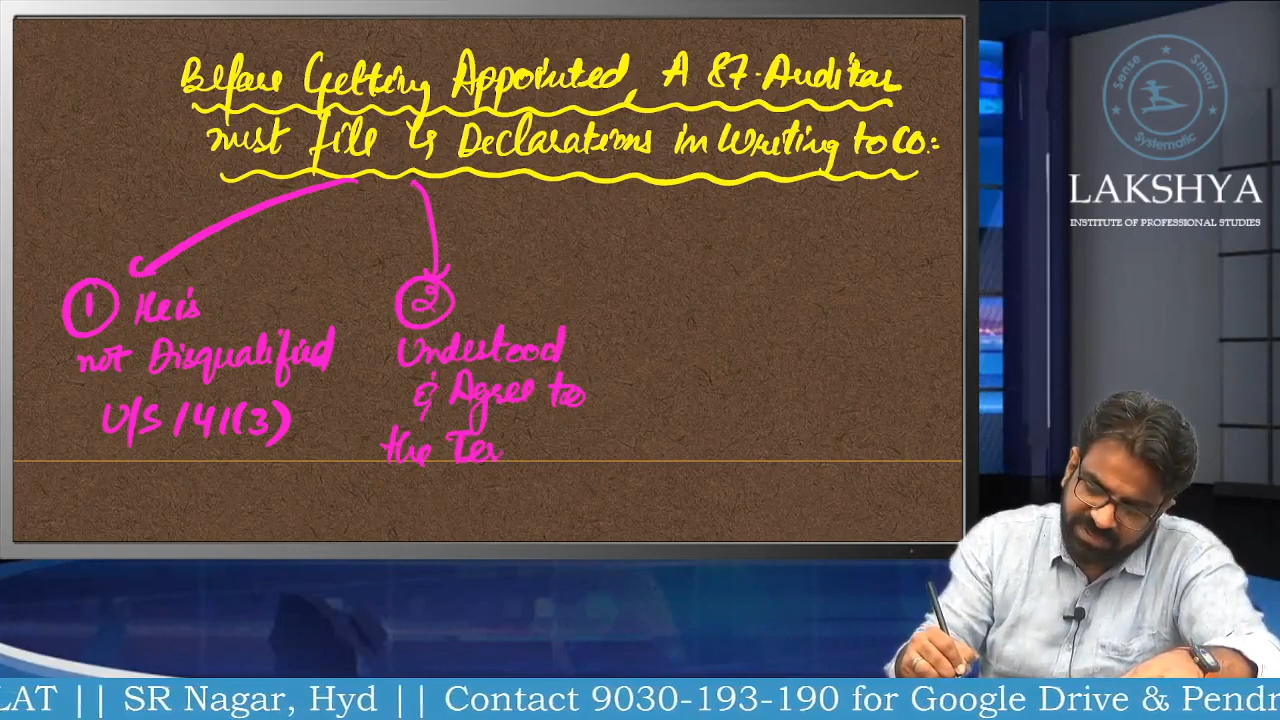 Before Getting Appointed, A St. Auditor
must file 4 Declarations in Writing to Co.:
1 He is
not Disqualified
U/S 141(3)
2
Understood
& Agree to
the Ter
Sense
Smart
Systematic
LAKSHYA
INSTITUTE OF PROFESSIONAL STUDIES
LAT || SR Nagar, Hyd || Contact 9030-193-190 for Google Drive & Pendr